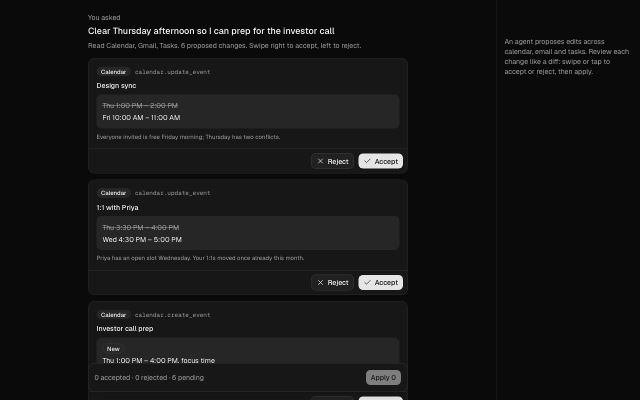 You asked
Clear Thursday afternoon so I can prep for the investor call
Read Calendar, Gmail, Tasks. 6 proposed changes. Swipe right to accept, left to reject.
Calendar calendar.update_event
Design sync
Thu 1:00 PM – 2:00 PM
Fri 10:00 AM – 11:00 AM
Everyone invited is free Friday morning; Thursday has two conflicts.
Reject Accept
Calendar calendar.update_event
1:1 with Priya
Thu 3:30 PM – 4:00 PM
Wed 4:30 PM – 5:00 PM
Priya has an open slot Wednesday. Your 1:1s moved once already this month.
Reject Accept
Calendar calendar.create_event
Investor call prep
New
Thu 1:00 PM – 4:00 PM, focus time
0 accepted · 0 rejected · 6 pending
Apply 0
An agent proposes edits across
calendar, email and tasks. Review each
change like a diff: swipe or tap to
accept or reject, then apply.